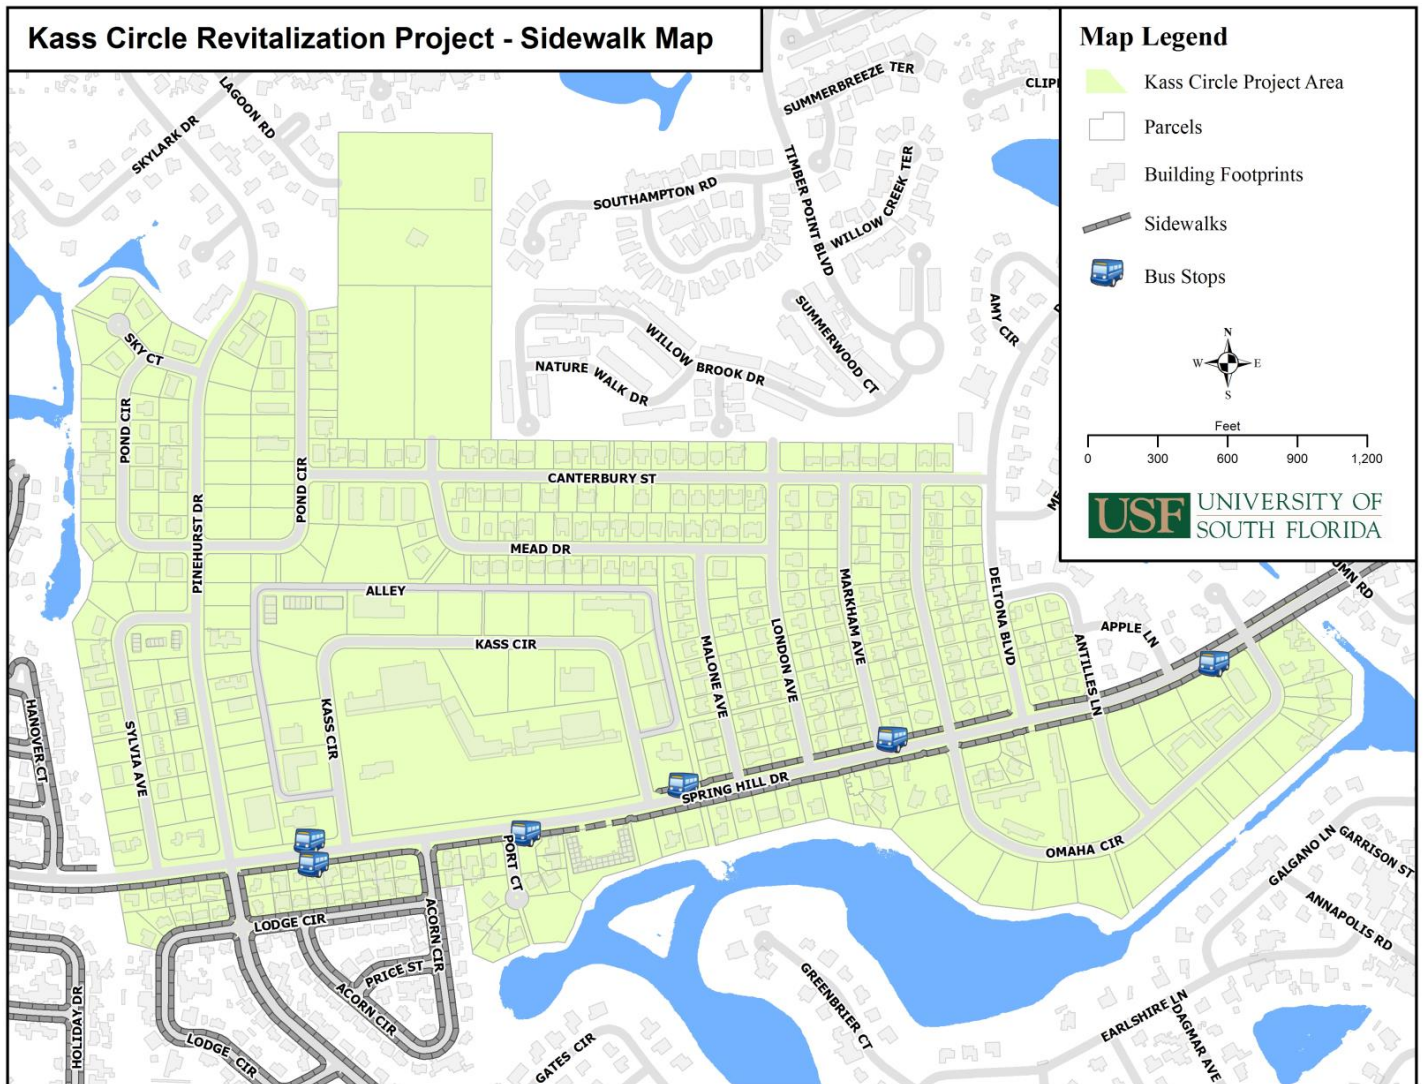 Kass Circle Revitalization Project - Sidewalk Map
Map Legend
Kass Circle Project Area
Parcels
Building Footprints
Sidewalks
Bus Stops
N
W E
S
Feet
0 300 600 900 1,200
USF UNIVERSITY OF
SOUTH FLORIDA
LAGOON RD
SKYLARK DR
SUMMERBREEZE TER
SOUTHAMPTON RD
TIMBER POINT BLVD
WILLOW CREEK TER
AMY CIR
SUMMERWOOD CT
SKY CT
WILLOW BROOK DR
NATURE WALK DR
POND CIR
POND CIR
CANTERBURY ST
PINEHURST DR
MEAD DR
ALLEY
MARKHAM AVE
DELTONA BLVD
APPLE LN
KASS CIR
MALONE AVE
LONDON AVE
ANTILLES LN
HANOVER CT
KASS CIR
SYLVIA AVE
SPRING HILL DR
PORT CT
OMAHA CIR
GALGANO LN
GARRISON ST
ANNAPOLIS RD
LODGE CIR
ACORN CIR
PRICE ST
ACORN CIR
HOLIDAY DR
LODGE CIR
GATES CIR
GREENBRIER CT
EARLSHIRE LN
DAGMAR AVE